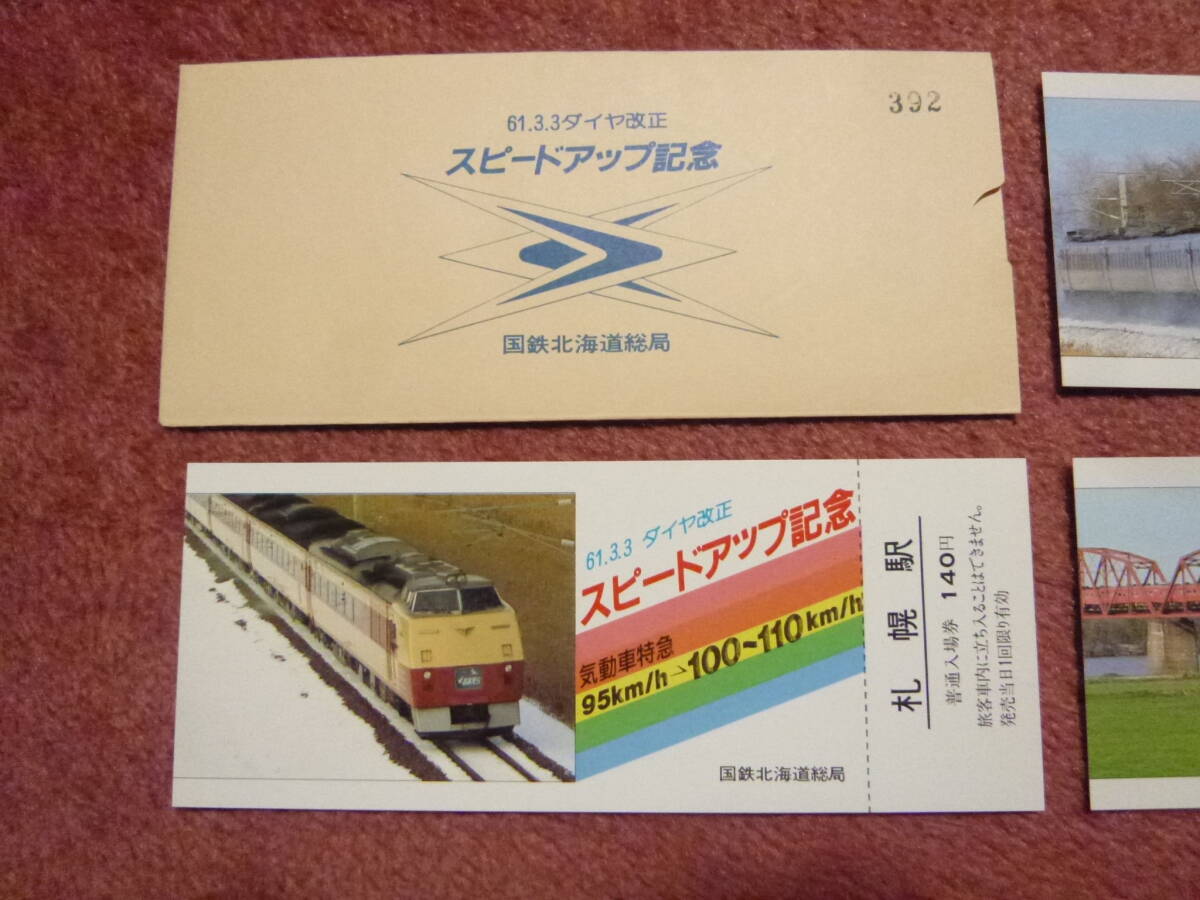 392
61.3.3ダイヤ改正
スピードアップ記念
国鉄北海道総局
61.3.3 ダイヤ改正
スピードアップ記念
気動車特急
95km/h→100~110km/h
国鉄北海道総局
札幌駅
普通入場券 140円
旅客車内に立ち入ることはできません。
発売当日1回限り有効